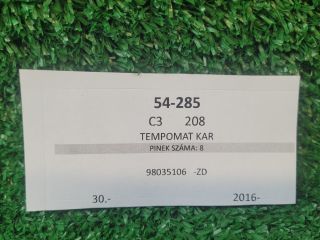 54-285
C3 208
TEMPOMAT KAR
PINEK SZÁMA: 8
98035106 -ZD
30.- 2016-